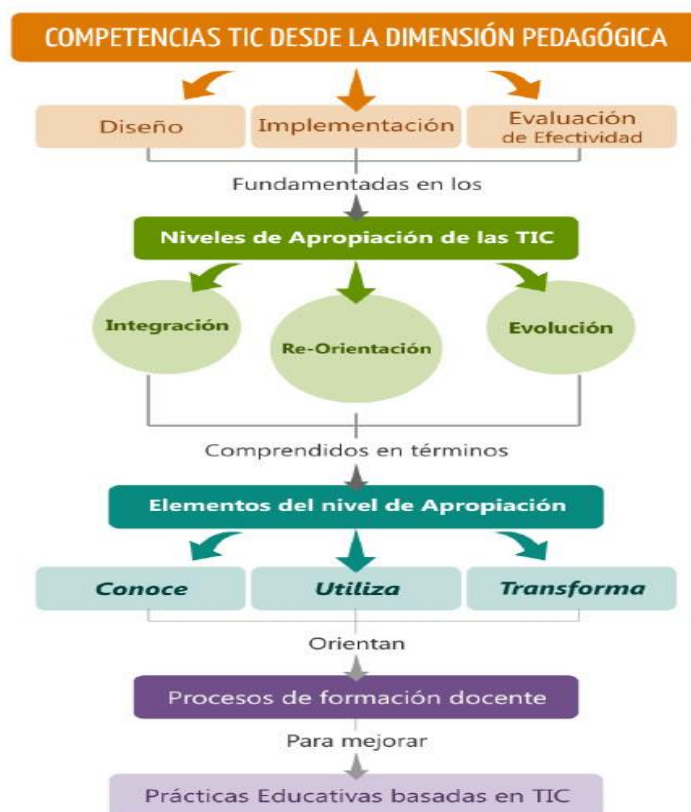 COMPETENCIAS TIC DESDE LA DIMENSIÓN PEDAGÓGICA
Diseño
Implementación
Evaluación
de Efectividad
Fundamentadas en los
Niveles de Apropiación de las TIC
Integración
Re-Orientación
Evolución
Comprendidos en términos
Elementos del nivel de Apropiación
Conoce
Utiliza
Transforma
Orientan
Procesos de formación docente
Para mejorar
Prácticas Educativas basadas en TIC